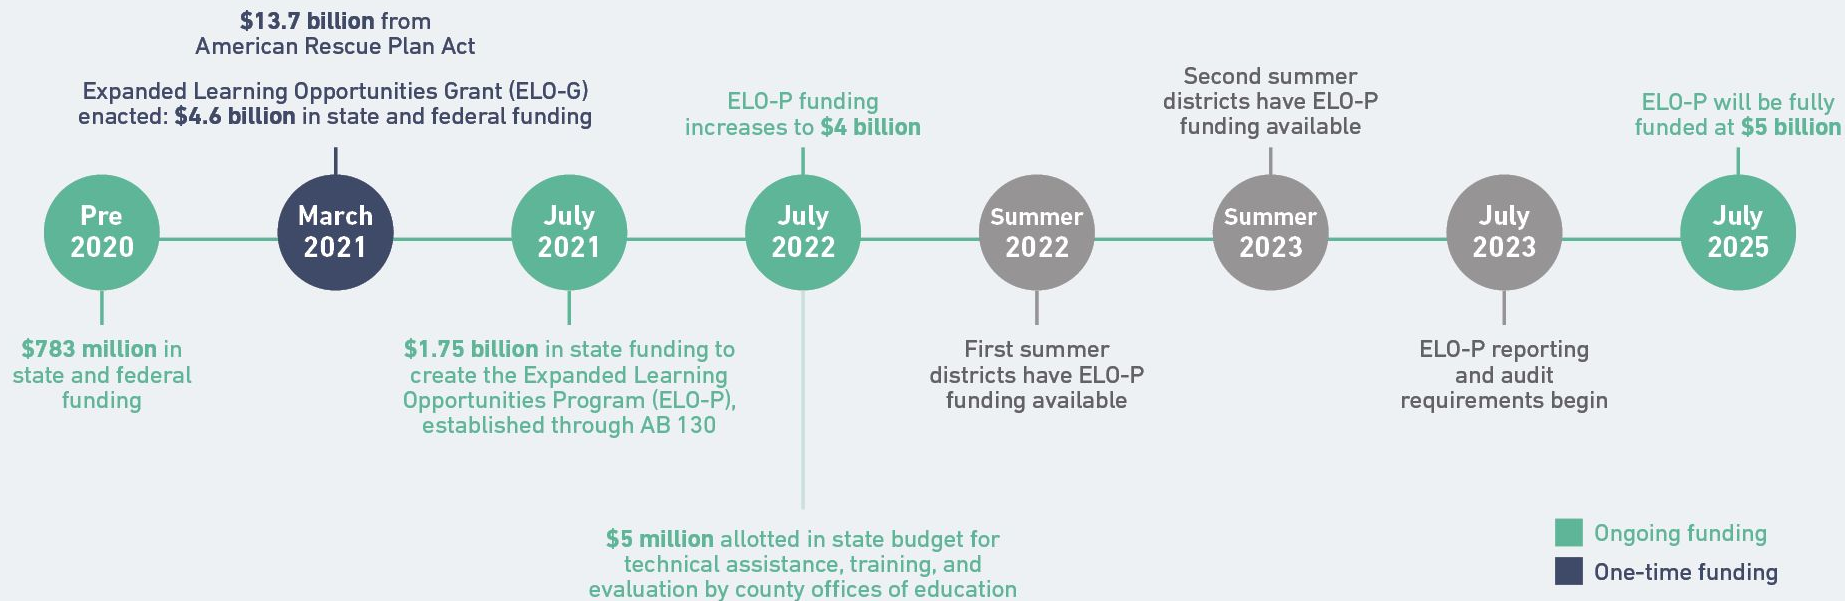 $13.7 billion from
American Rescue Plan Act
Expanded Learning Opportunities Grant (ELO-G)
enacted: $4.6 billion in state and federal funding
ELO-P funding
increases to $4 billion
Second summer
districts have ELO-P
funding available
ELO-P will be fully
funded at $5 billion
Pre
2020
March
2021
July
2021
July
2022
Summer
2022
Summer
2023
July
2023
July
2025
$783 million in
state and federal
funding
$1.75 billion in state funding to
create the Expanded Learning
Opportunities Program (ELO-P),
established through AB 130
First summer
districts have ELO-P
funding available
ELO-P reporting
and audit
requirements begin
$5 million allotted in state budget for
technical assistance, training, and
evaluation by county offices of education
Ongoing funding
One-time funding